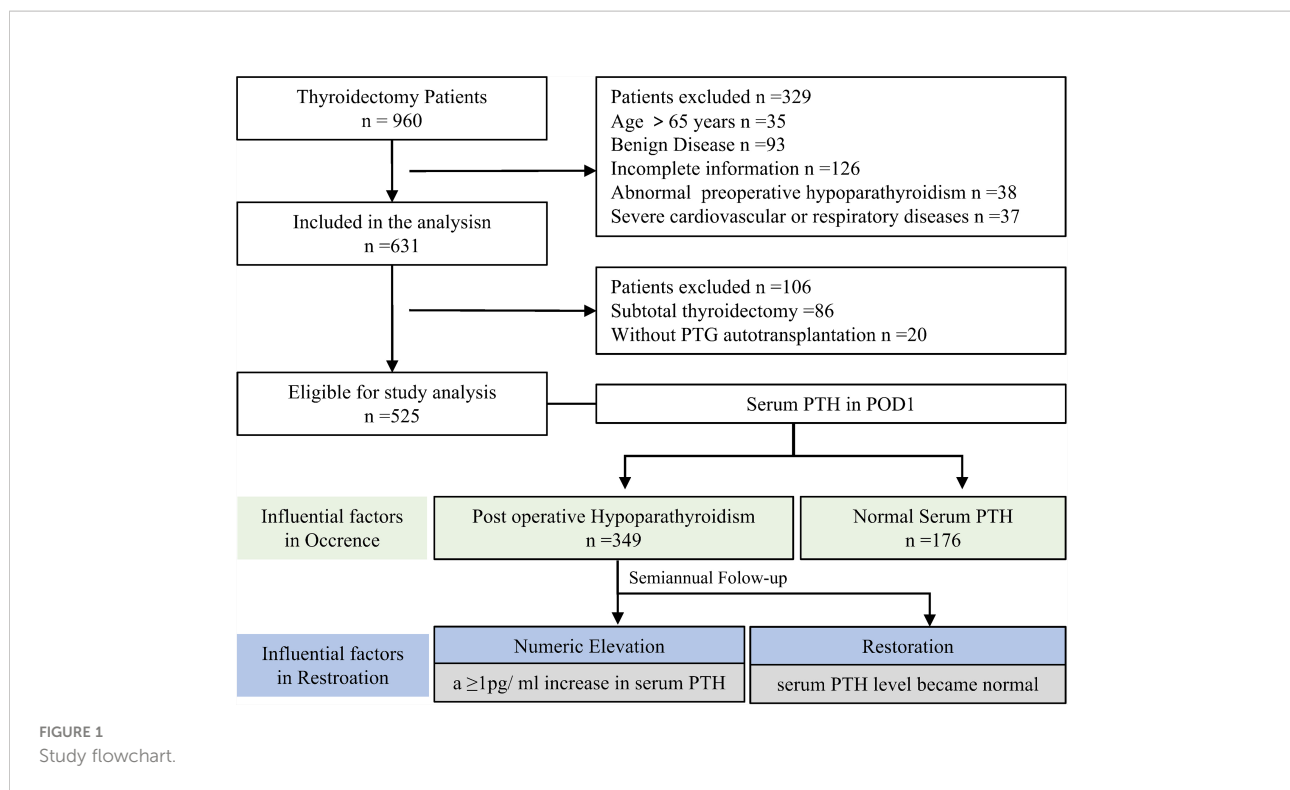 Thyroidectomy Patients
n = 960
Patients excluded n =329
Age > 65 years n =35
Benign Disease n =93
Incomplete information n =126
Abnormal preoperative hypoparathyroidism n =38
Severe cardiovascular or respiratory diseases n =37
Included in the analysisn
n =631
Patients excluded n =106
Subtotal thyroidectomy =86
Without PTG autotransplantation n =20
Eligible for study analysis
n =525
Serum PTH in POD1
Influential factors
in Occrence
Post operative Hypoparathyroidism
n =349
Normal Serum PTH
n =176
Semiannual Folow-up
Influential factors
in Restroation
Numeric Elevation
a ≥1pg/ ml increase in serum PTH
Restoration
serum PTH level became normal
FIGURE 1
Study flowchart.